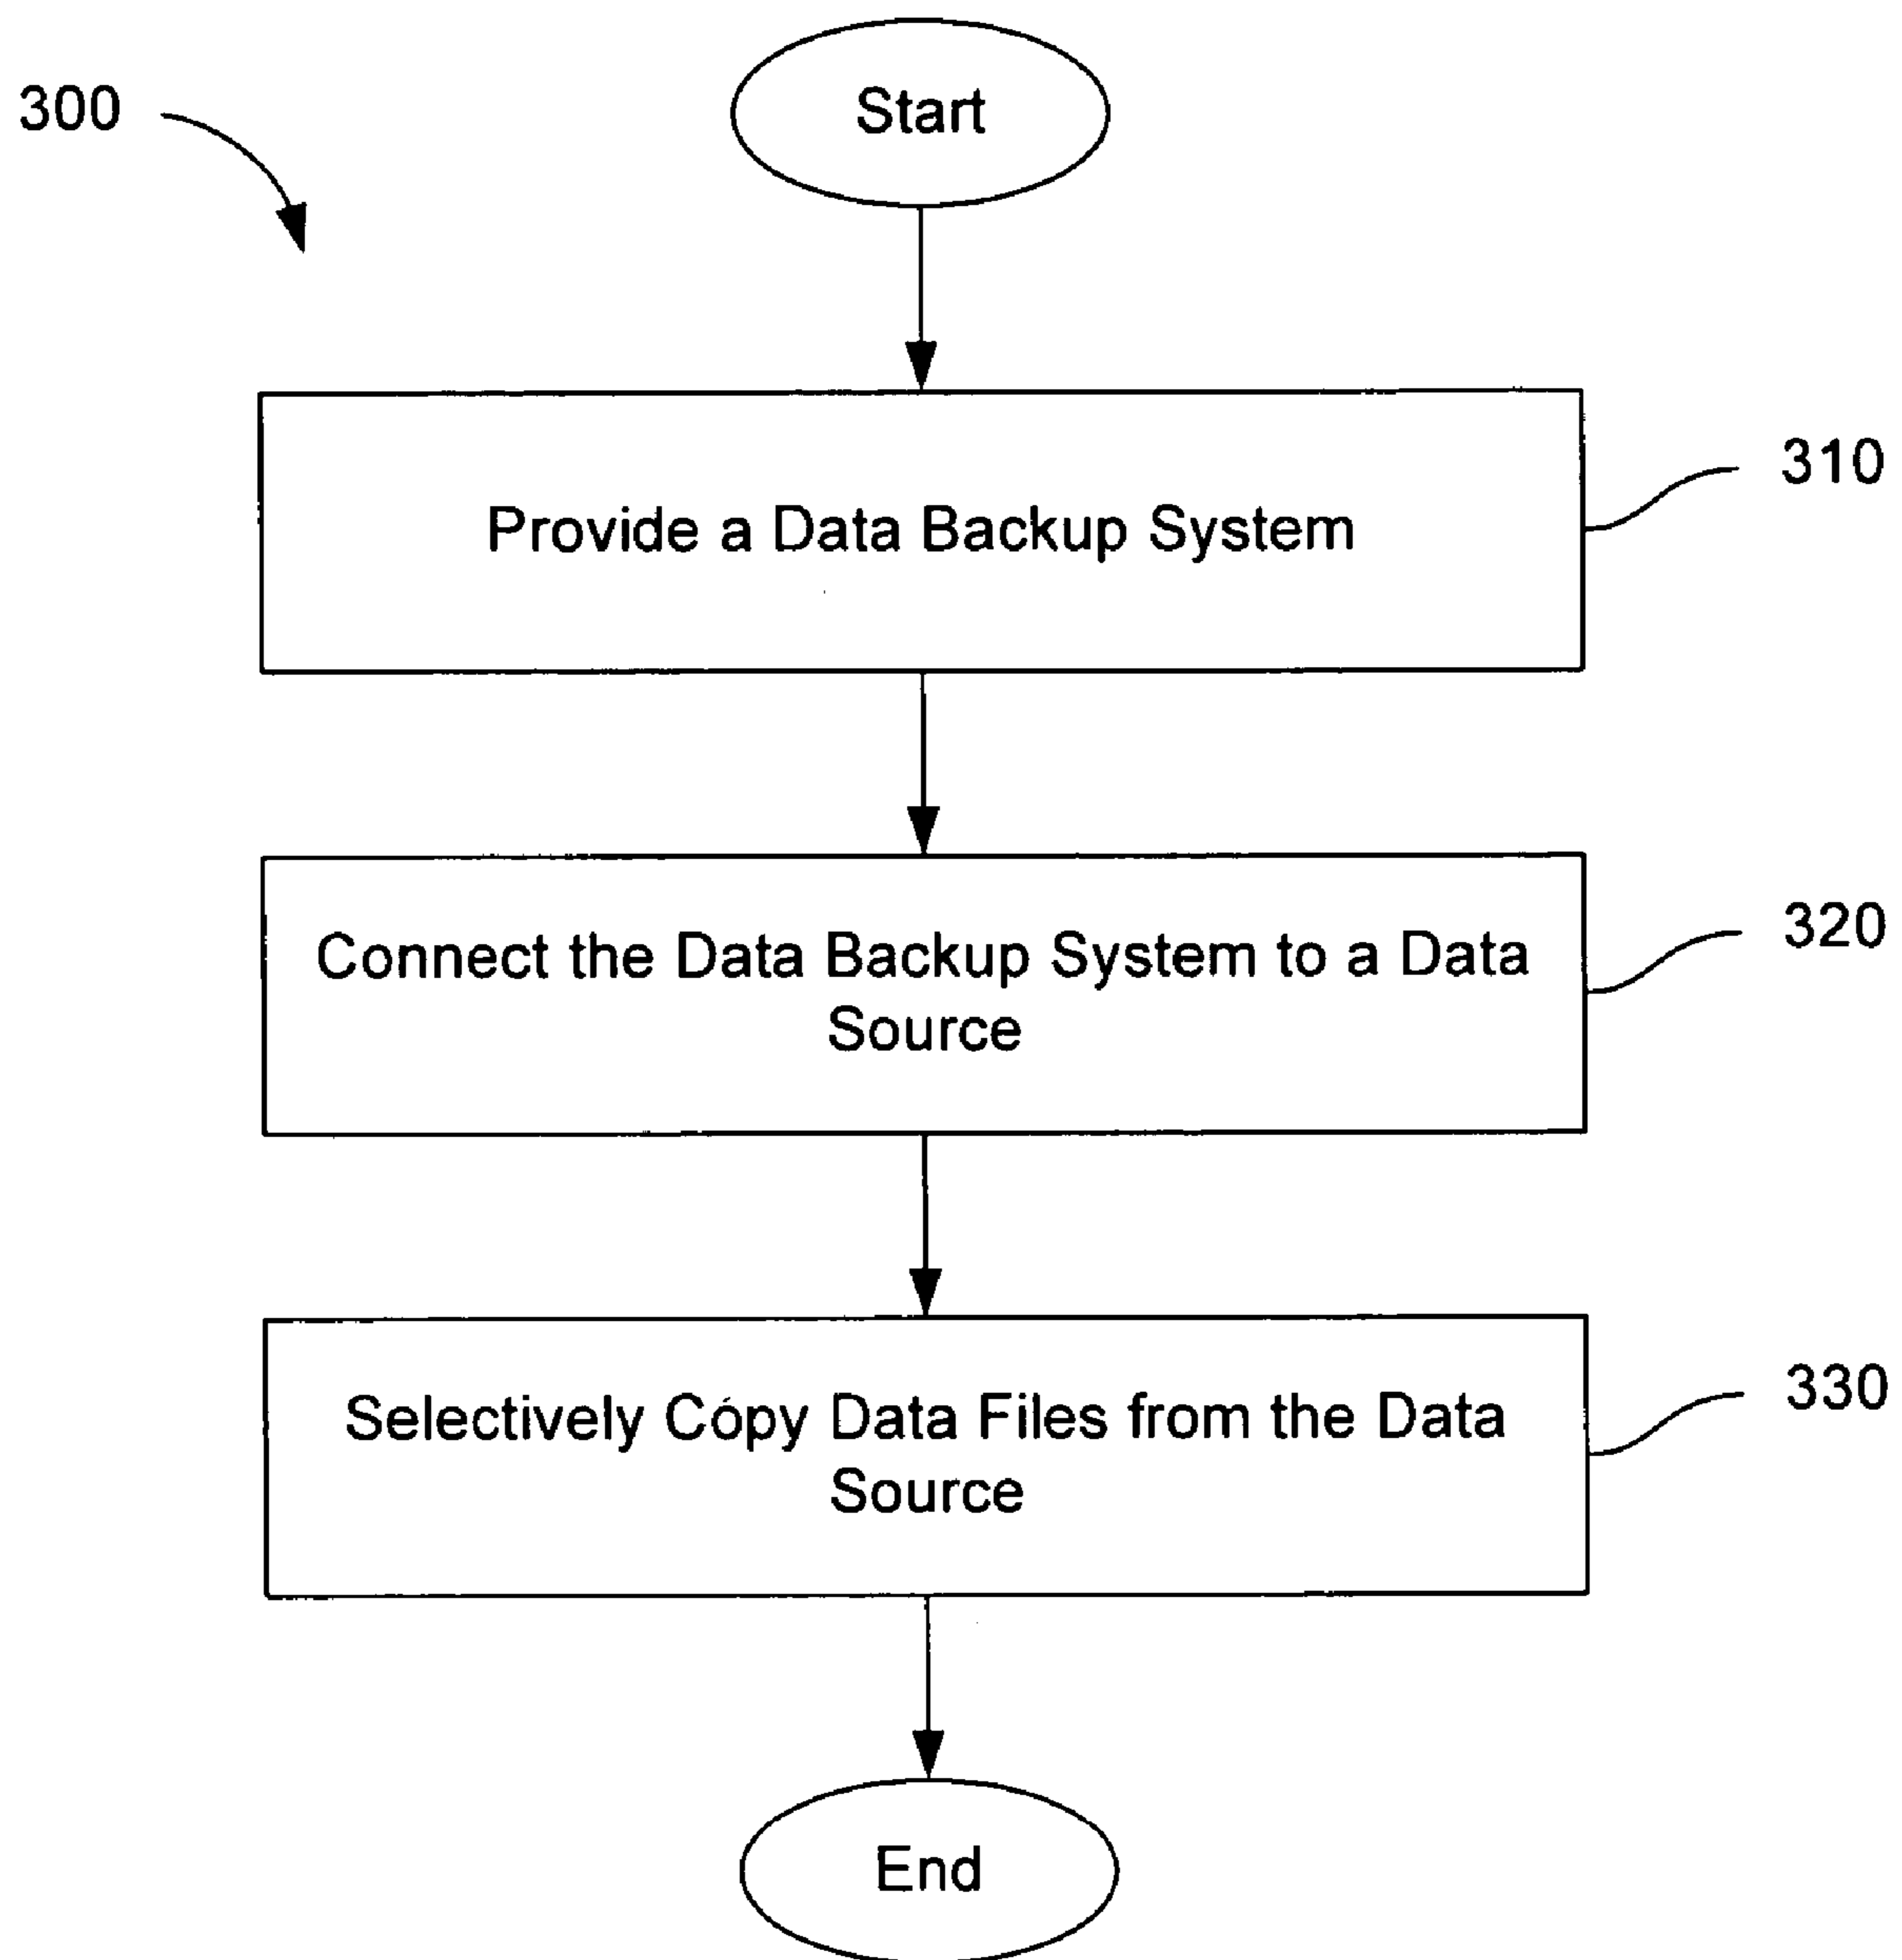 300
Start
310
Provide a Data Backup System
320
Connect the Data Backup System to a Data
Source
330
Selectively Copy Data Files from the Data
Source
End